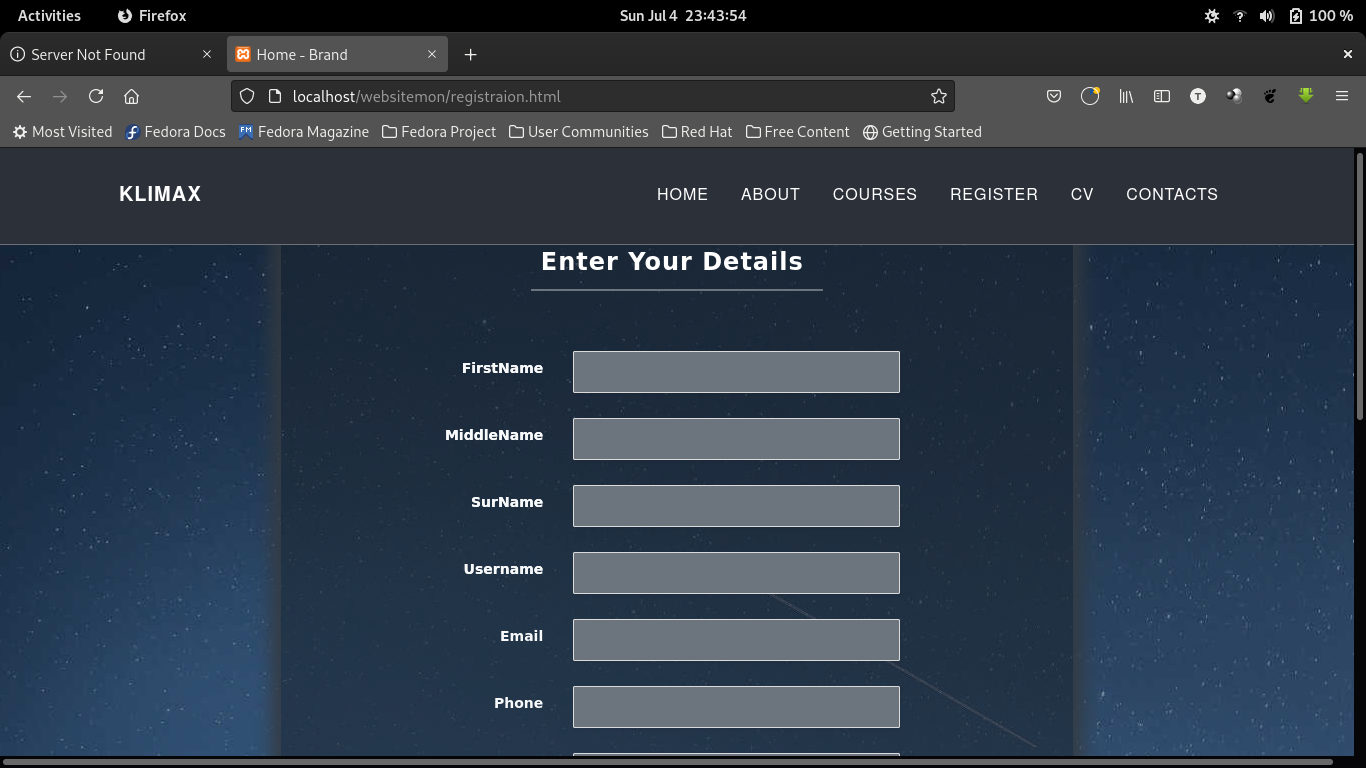 Activities Firefox Sun Jul 4 23:43:54 100 %
Server Not Found Home - Brand
localhost/websitemon/registraion.html T
Most Visited Fedora Docs FM Fedora Magazine Fedora Project User Communities Red Hat Free Content Getting Started
KLIMAX HOME ABOUT COURSES REGISTER CV CONTACTS
Enter Your Details
FirstName
MiddleName
SurName
Username
Email
Phone